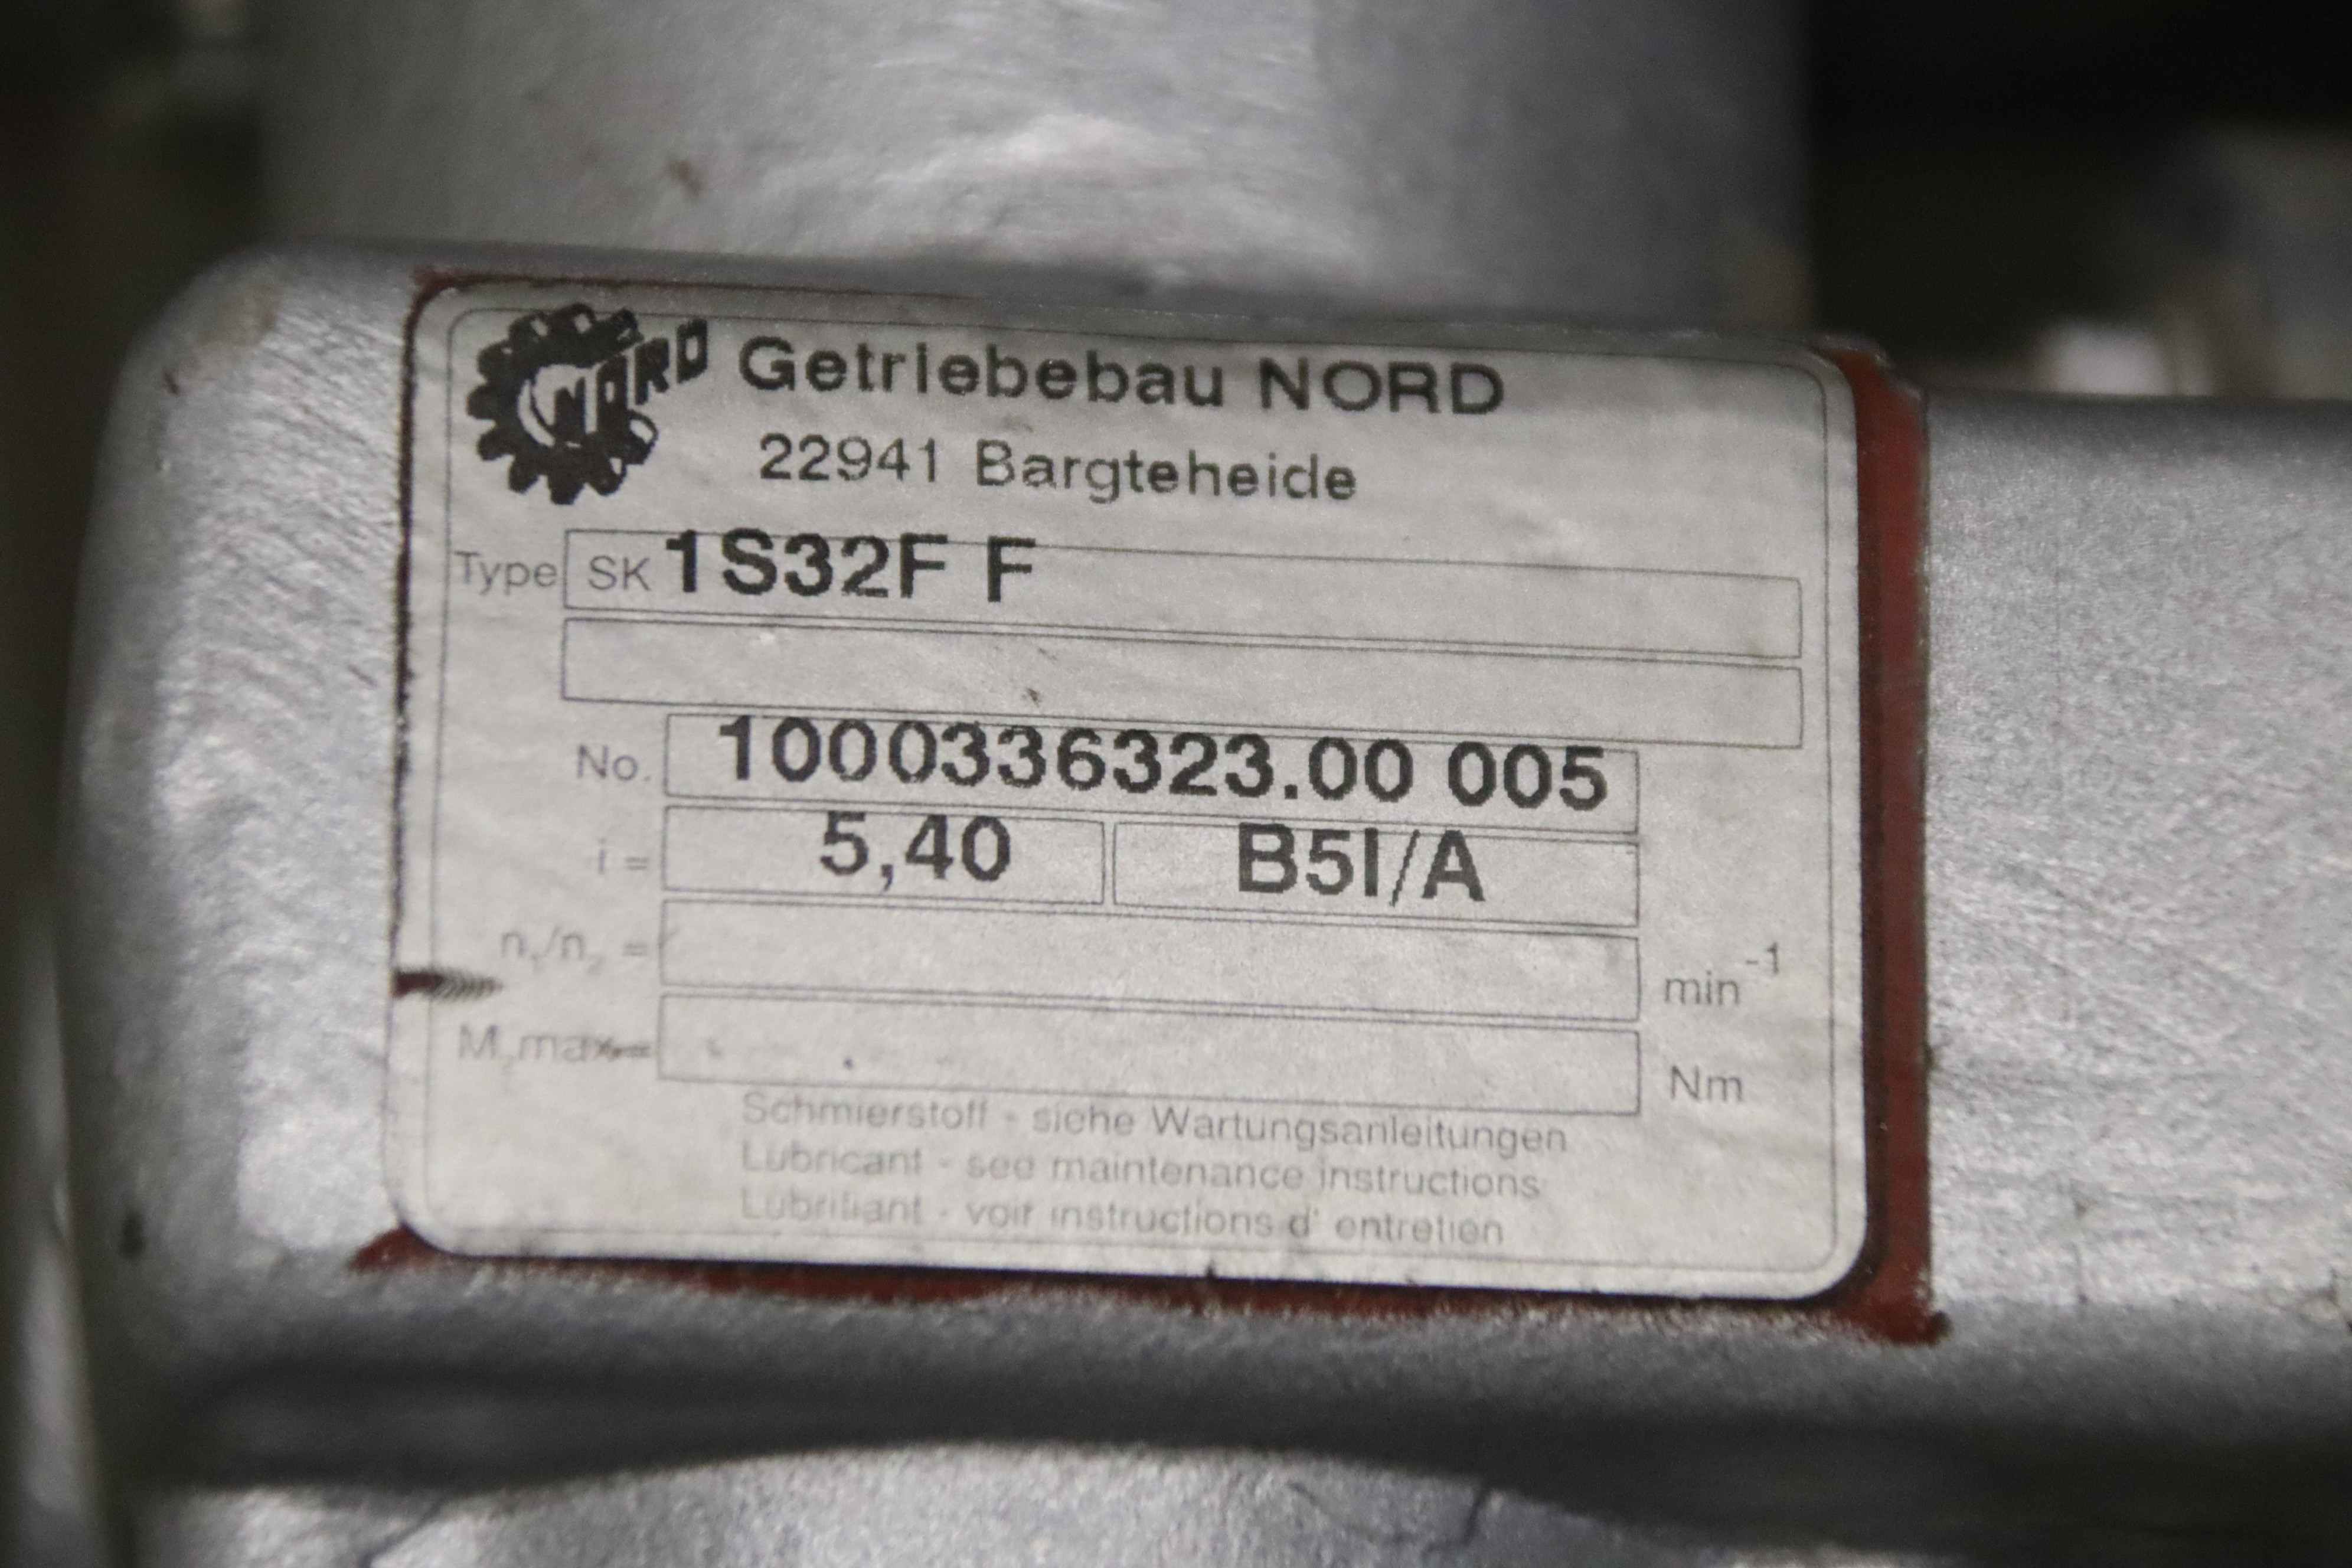 NORD Getriebebau NORD
22941 Bargteheide
Type SK 1S32F F
No. 1000336323.00 005
i = 5,40 B5I/A
n₁/n₂ = min⁻¹
M₂max= Nm
Schmierstoff - siehe Wartungsanleitungen
Lubricant - see maintenance instructions
Lubrifiant - voir instructions d' entretien